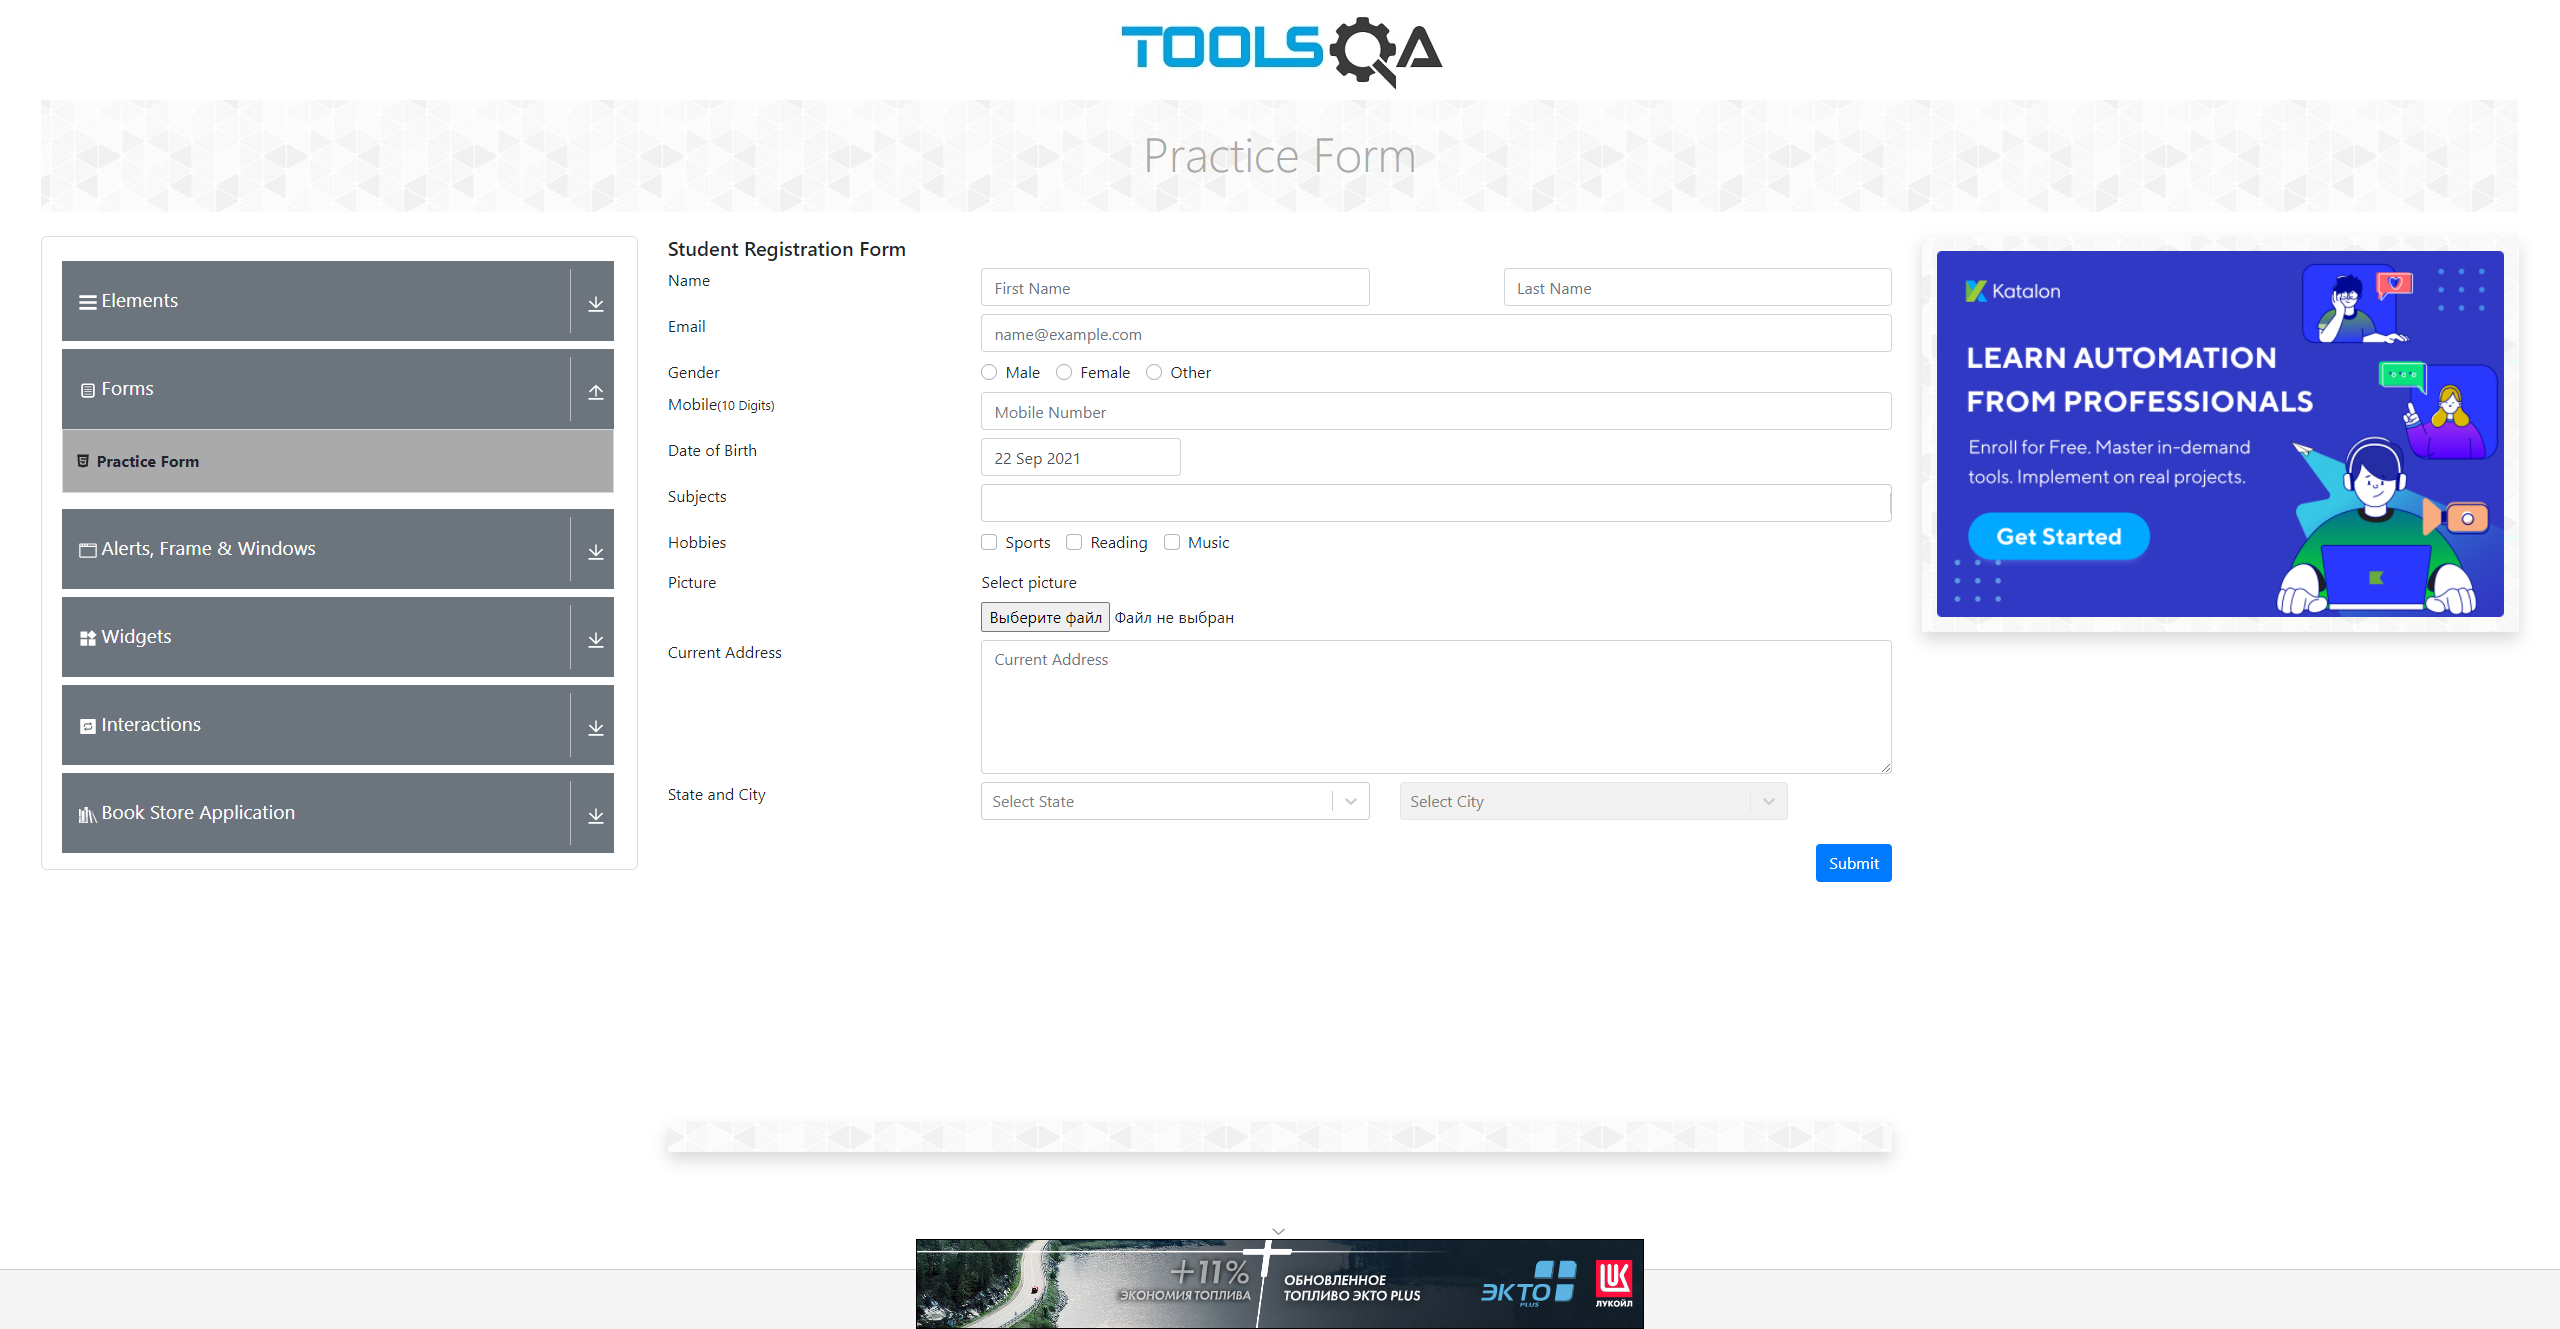 TOOLSQA
Practice Form
Elements
Forms
Practice Form
Alerts, Frame & Windows
Widgets
Interactions
Book Store Application
Student Registration Form
Name
First Name
Last Name
Email
name@example.com
Gender
Male
Female
Other
Mobile(10 Digits)
Mobile Number
Date of Birth
22 Sep 2021
Subjects
Hobbies
Sports
Reading
Music
Picture
Select picture
Выберите файл
Файл не выбран
Current Address
Current Address
State and City
Select State
Select City
Submit
Katalon
LEARN AUTOMATION
FROM PROFESSIONALS
Enroll for Free. Master in-demand
tools. Implement on real projects.
Get Started
+11%
ЭКОНОМИЯ ТОПЛИВА
ОБНОВЛЕННОЕ
ТОПЛИВО ЭКТО PLUS
ЭКТО
PLUS
LUK
ЛУКОЙЛ